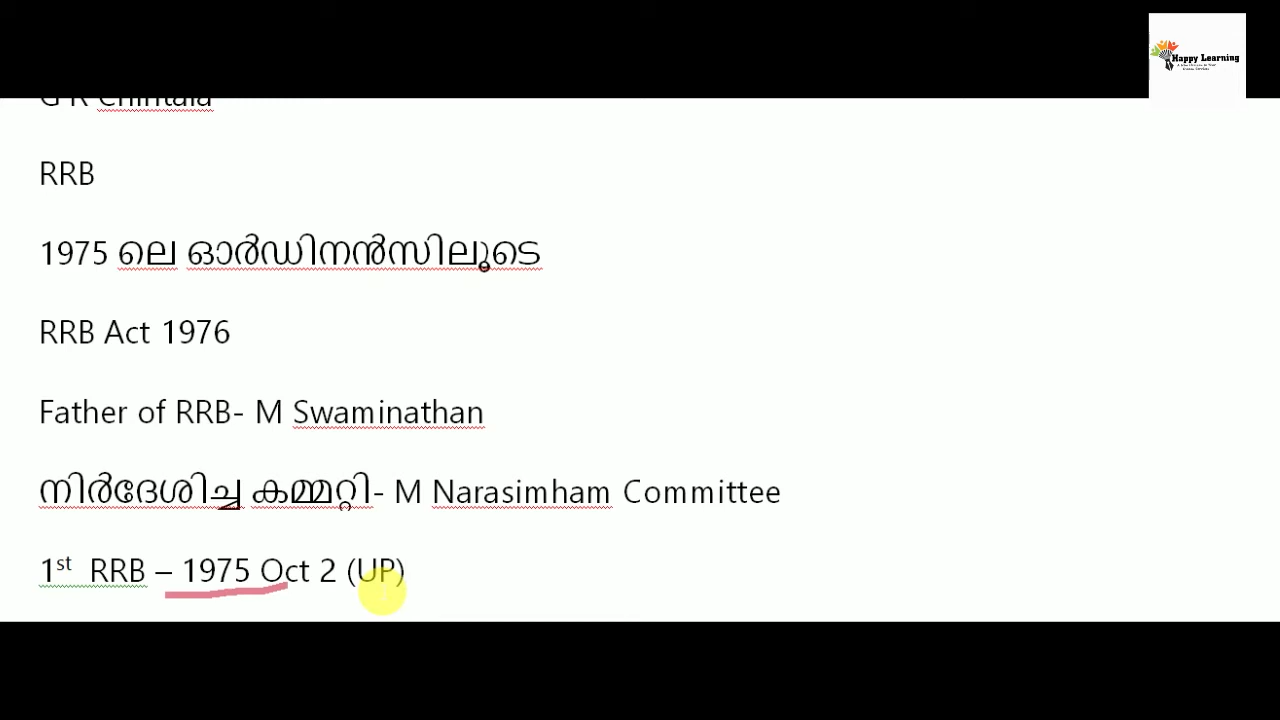 Happy Learning
G R Chintala
RRB
1975 ലെ ഓർഡിനൻസിലൂടെ
RRB Act 1976
Father of RRB- M Swaminathan
നിർദേശിച്ച കമ്മറ്റി- M Narasimham Committee
1st RRB – 1975 Oct 2 (UP)